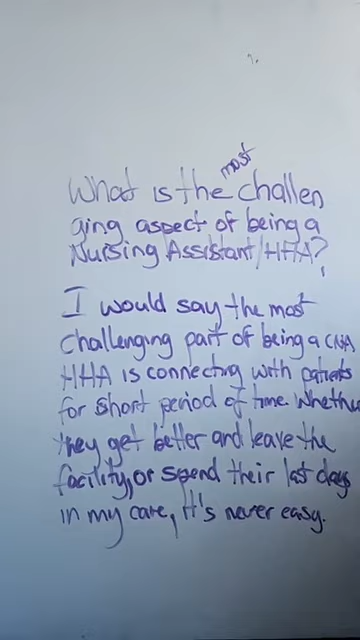 What is the most challen
ging aspect of being a
Nursing Assistant/HHA?
I would say the most
challenging part of being a CNA
HHA is connecting with patients
for short period of time. Whether
they get better and leave the
facility, or spend their last days
in my care, it's never easy.